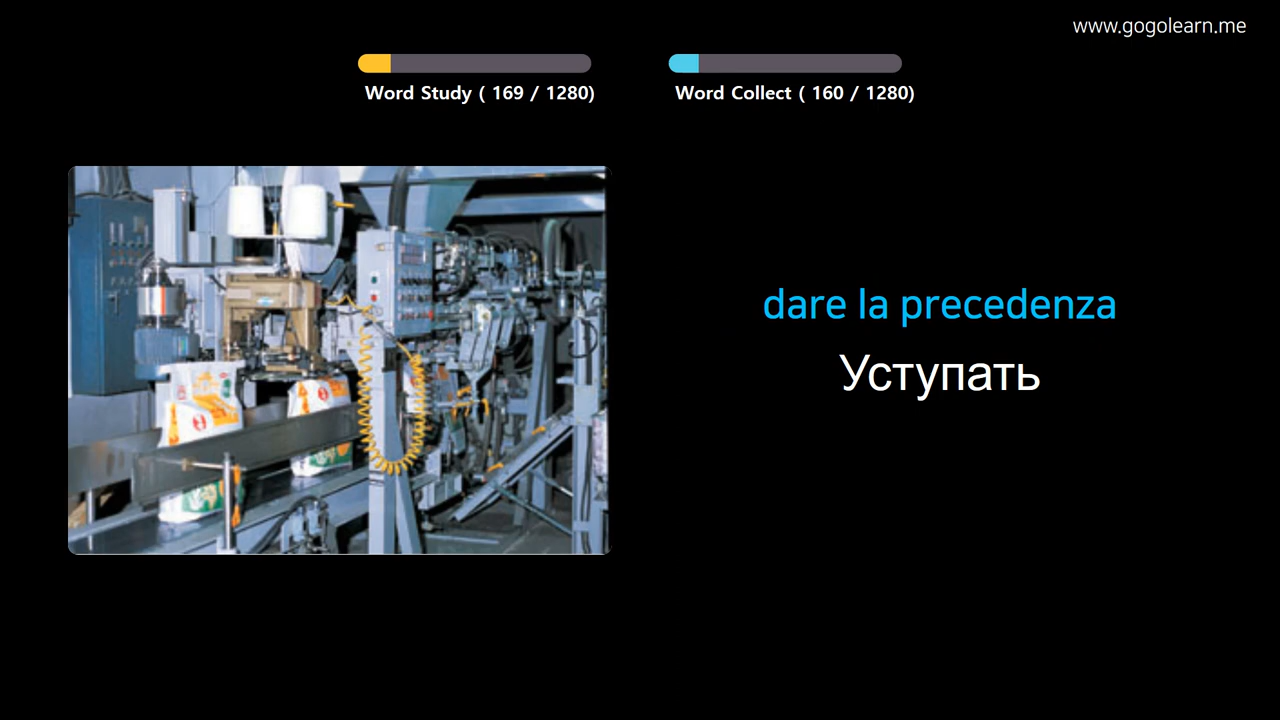 www.gogolearn.me
Word Study ( 169 / 1280)
Word Collect ( 160 / 1280)
dare la precedenza
Уступать